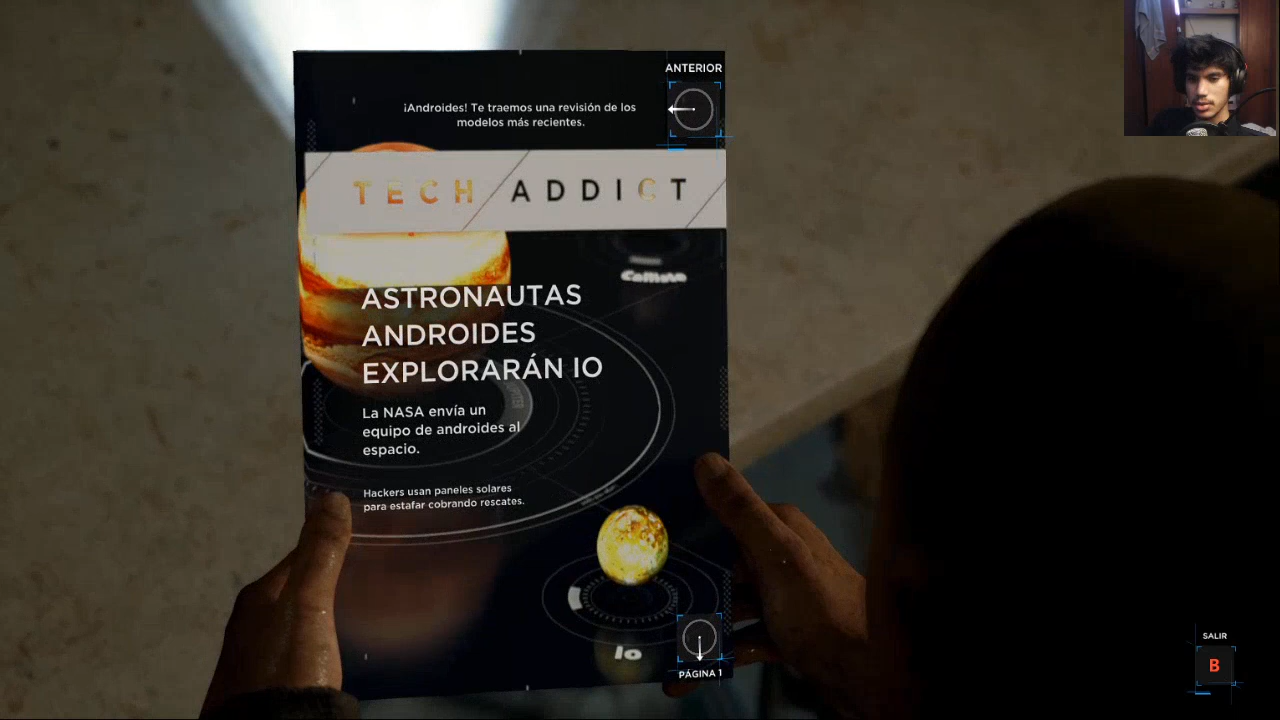 ANTERIOR
¡Androides! Te traemos una revisión de los
modelos más recientes.
TECH ADDICT
ASTRONAUTAS
ANDROIDES
EXPLORARÁN IO
La NASA envía un
equipo de androides al
espacio.
Hackers usan paneles solares
para estafar cobrando rescates.
Io
PÁGINA 1
SALIR
B